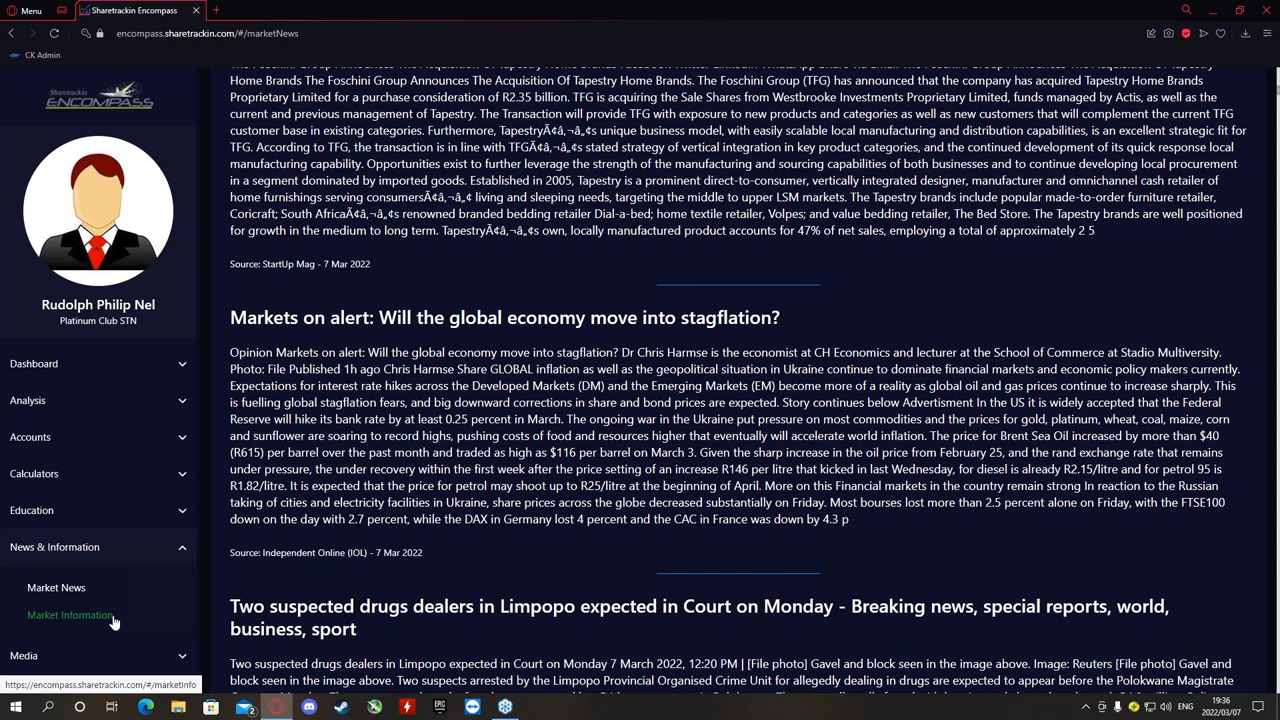 Menu
Sharetrackin Encompass
encompass.sharetrackin.com/#/marketNews
CK Admin
Sharetrackin
ENCOMPASS
Rudolph Philip Nel
Platinum Club STN
Dashboard
Analysis
Accounts
Calculators
Education
News & Information
Market News
Market Information
Media
https://encompass.sharetrackin.com/#/marketInfo
Home Brands The Foschini Group Announces The Acquisition Of Tapestry Home Brands. The Foschini Group (TFG) has announced that the company has acquired Tapestry Home Brands
Proprietary Limited for a purchase consideration of R2.35 billion. TFG is acquiring the Sale Shares from Westbrooke Investments Proprietary Limited, funds managed by Actis, as well as the
current and previous management of Tapestry. The Transaction will provide TFG with exposure to new products and categories as well as new customers that will complement the current TFG
customer base in existing categories. Furthermore, TapestryÃ¢â‚¬â„¢s unique business model, with easily scalable local manufacturing and distribution capabilities, is an excellent strategic fit for
TFG. According to TFG, the transaction is in line with TFGÃ¢â‚¬â„¢s stated strategy of vertical integration in key product categories, and the continued development of its quick response local
manufacturing capability. Opportunities exist to further leverage the strength of the manufacturing and sourcing capabilities of both businesses and to continue developing local procurement
in a segment dominated by imported goods. Established in 2005, Tapestry is a prominent direct-to-consumer, vertically integrated designer, manufacturer and omnichannel cash retailer of
home furnishings serving consumersÃ¢â‚¬â„¢ living and sleeping needs, targeting the middle to upper LSM markets. The Tapestry brands include popular made-to-order furniture retailer,
Coricraft; South AfricaÃ¢â‚¬â„¢s renowned branded bedding retailer Dial-a-bed; home textile retailer, Volpes; and value bedding retailer, The Bed Store. The Tapestry brands are well positioned
for growth in the medium to long term. TapestryÃ¢â‚¬â„¢s own, locally manufactured product accounts for 47% of net sales, employing a total of approximately 2 5
Source: StartUp Mag - 7 Mar 2022
Markets on alert: Will the global economy move into stagflation?
Opinion Markets on alert: Will the global economy move into stagflation? Dr Chris Harmse is the economist at CH Economics and lecturer at the School of Commerce at Stadio Multiversity.
Photo: File Published 1h ago Chris Harmse Share GLOBAL inflation as well as the geopolitical situation in Ukraine continue to dominate financial markets and economic policy makers currently.
Expectations for interest rate hikes across the Developed Markets (DM) and the Emerging Markets (EM) become more of a reality as global oil and gas prices continue to increase sharply. This
is fuelling global stagflation fears, and big downward corrections in share and bond prices are expected. Story continues below Advertisment In the US it is widely accepted that the Federal
Reserve will hike its bank rate by at least 0.25 percent in March. The ongoing war in the Ukraine put pressure on most commodities and the prices for gold, platinum, wheat, coal, maize, corn
and sunflower are soaring to record highs, pushing costs of food and resources higher that eventually will accelerate world inflation. The price for Brent Sea Oil increased by more than $40
(R615) per barrel over the past month and traded as high as $116 per barrel on March 3. Given the sharp increase in the oil price from February 25, and the rand exchange rate that remains
under pressure, the under recovery within the first week after the price setting of an increase R146 per litre that kicked in last Wednesday, for diesel is already R2.15/litre and for petrol 95 is
R1.82/litre. It is expected that the price for petrol may shoot up to R25/litre at the beginning of April. More on this Financial markets in the country remain strong In reaction to the Russian
taking of cities and electricity facilities in Ukraine, share prices across the globe decreased substantially on Friday. Most bourses lost more than 2.5 percent alone on Friday, with the FTSE100
down on the day with 2.7 percent, while the DAX in Germany lost 4 percent and the CAC in France was down by 4.3 p
Source: Independent Online (IOL) - 7 Mar 2022
Two suspected drugs dealers in Limpopo expected in Court on Monday - Breaking news, special reports, world,
business, sport
Two suspected drugs dealers in Limpopo expected in Court on Monday 7 March 2022, 12:20 PM | [File photo] Gavel and block seen in the image above. Image: Reuters [File photo] Gavel and
block seen in the image above. Two suspects arrested by the Limpopo Provincial Organised Crime Unit for allegedly dealing in drugs are expected to appear before the Polokwane Magistrate
2
EPIC
ENG
19:36
2022/03/07